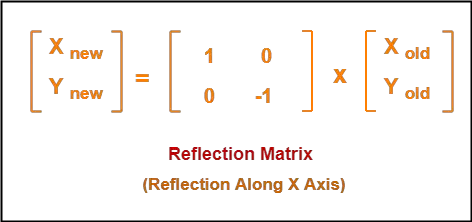 X new
Y new
=
1 0
0 -1
x
X old
Y old
Reflection Matrix
(Reflection Along X Axis)